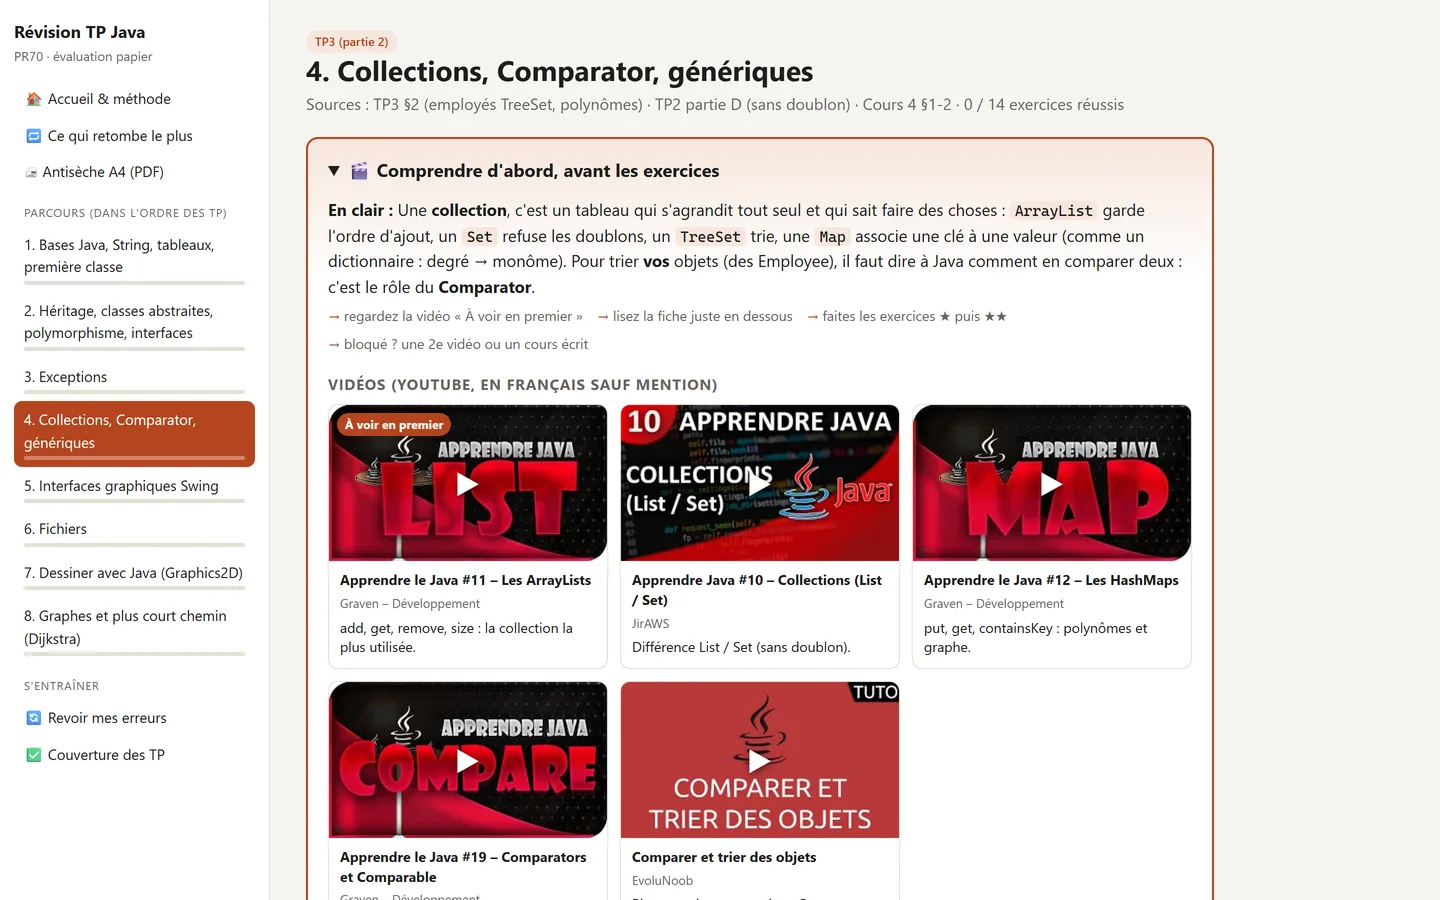 Révision TP Java
PR70 · évaluation papier
Accueil & méthode
Ce qui retombe le plus
Antisèche A4 (PDF)
PARCOURS (DANS L'ORDRE DES TP)
1. Bases Java, String, tableaux,
première classe
2. Héritage, classes abstraites,
polymorphisme, interfaces
3. Exceptions
4. Collections, Comparator,
génériques
5. Interfaces graphiques Swing
6. Fichiers
7. Dessiner avec Java (Graphics2D)
8. Graphes et plus court chemin
(Dijkstra)
S'ENTRAÎNER
Revoir mes erreurs
Couverture des TP
TP3 (partie 2)
4. Collections, Comparator, génériques
Sources : TP3 §2 (employés TreeSet, polynômes) · TP2 partie D (sans doublon) · Cours 4 §1-2 · 0 / 14 exercices réussis
Comprendre d'abord, avant les exercices
En clair : Une collection, c'est un tableau qui s'agrandit tout seul et qui sait faire des choses : ArrayList garde
l'ordre d'ajout, un Set refuse les doublons, un TreeSet trie, une Map associe une clé à une valeur (comme un
dictionnaire : degré → monôme). Pour trier vos objets (des Employee), il faut dire à Java comment en comparer deux :
c'est le rôle du Comparator.
→ regardez la vidéo « À voir en premier » → lisez la fiche juste en dessous → faites les exercices ★ puis ★★
→ bloqué ? une 2e vidéo ou un cours écrit
VIDÉOS (YOUTUBE, EN FRANÇAIS SAUF MENTION)
À voir en premier
APPRENDRE JAVA
LIST
Apprendre le Java #11 – Les ArrayLists
Graven – Développement
add, get, remove, size : la collection la
plus utilisée.
10 APPRENDRE JAVA
COLLECTIONS
(List / Set)
Java
Apprendre Java #10 – Collections (List
/ Set)
JirAWS
Différence List / Set (sans doublon).
APPRENDRE JAVA
MAP
Apprendre le Java #12 – Les HashMaps
Graven – Développement
put, get, containsKey : polynômes et
graphe.
APPRENDRE JAVA
COMPARE
Apprendre le Java #19 – Comparators
et Comparable
Graven – Développement
TUTO
COMPARER ET
TRIER DES OBJETS
Comparer et trier des objets
EvoluNoob